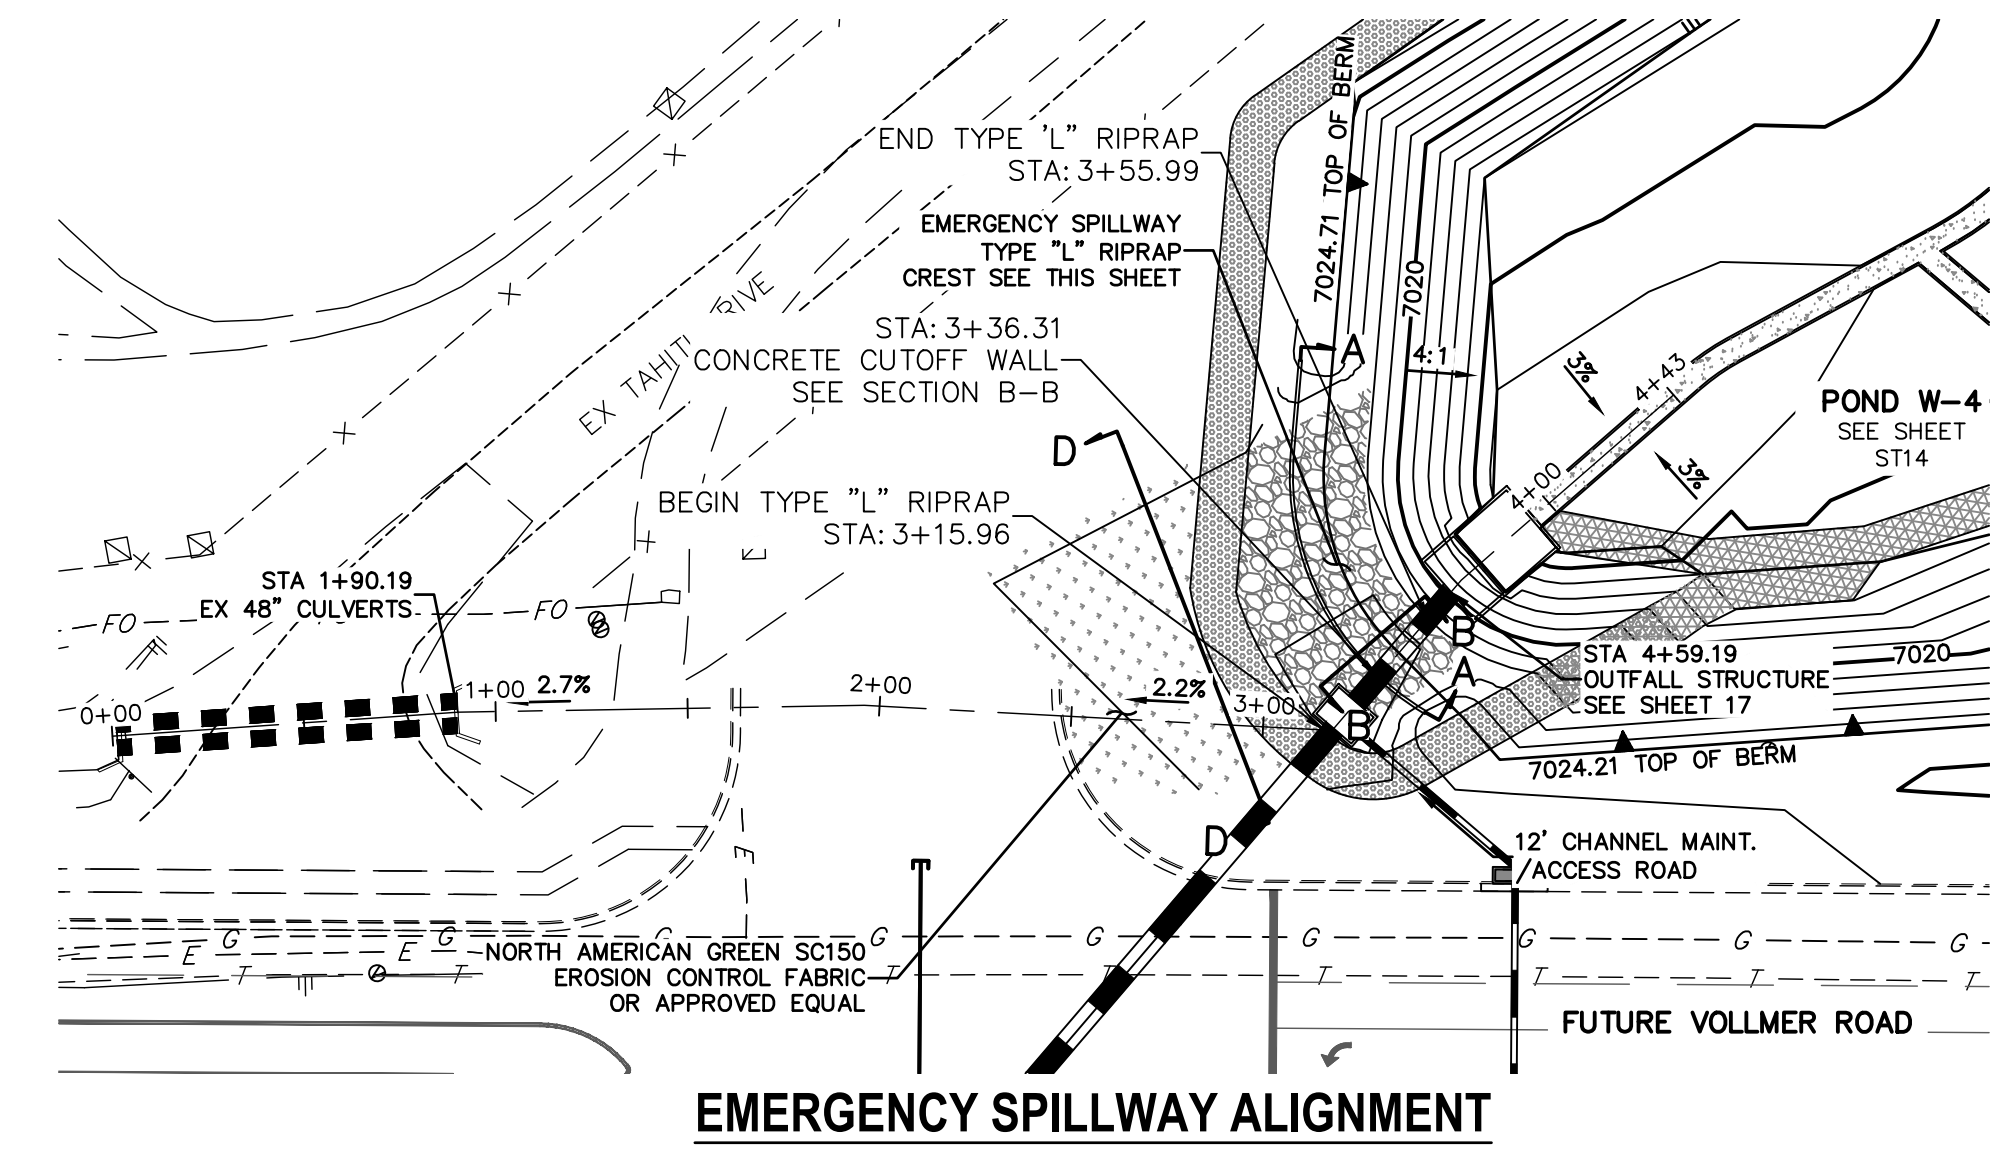 END TYPE 'L" RIPRAP
STA: 3+55.99
EMERGENCY SPILLWAY
TYPE "L" RIPRAP
CREST SEE THIS SHEET
STA: 3+36.31
CONCRETE CUTOFF WALL
SEE SECTION B-B
BEGIN TYPE "L" RIPRAP
STA: 3+15.96
7024.71 TOP OF BERM
7020
4:1
A
D
3%
4+43
3%
4+00
POND W-4
SEE SHEET
ST14
EX TAHITI DRIVE
STA 1+90.19
EX 48" CULVERTS
FO
FO
0+00
1+00
2.7%
2+00
2.2%
3+00
B
A
B
D
STA 4+59.19
OUTFALL STRUCTURE
SEE SHEET 17
7020
7024.21 TOP OF BERM
12' CHANNEL MAINT.
/ACCESS ROAD
E
G
G
G
G
G
G
G
G
G
E
E
NORTH AMERICAN GREEN SC150
EROSION CONTROL FABRIC
OR APPROVED EQUAL
T
T
T
T
T
T
T
T
FUTURE VOLLMER ROAD
EMERGENCY SPILLWAY ALIGNMENT